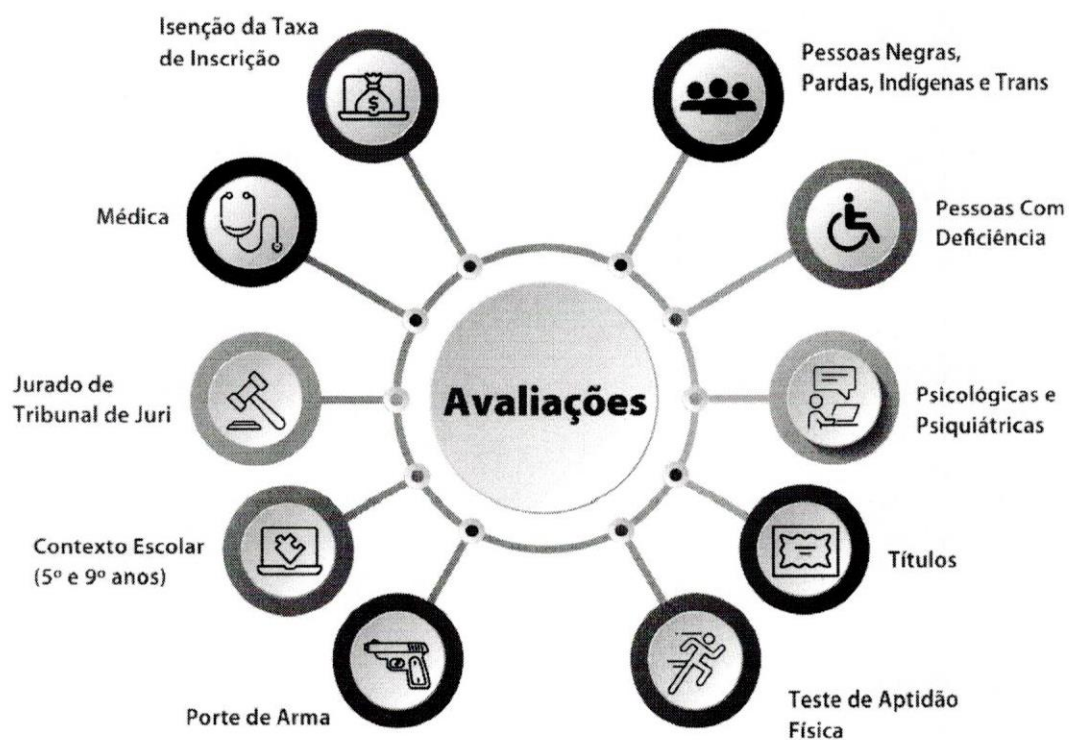 Isenção da Taxa
de Inscrição
Pessoas Negras,
Pardas, Indígenas e Trans
$
Médica
Pessoas Com
Deficiência
Jurado de
Tribunal de Juri
Avaliações
Psicológicas e
Psiquiátricas
Contexto Escolar
(5º e 9º anos)
Títulos
Porte de Arma
Teste de Aptidão
Física